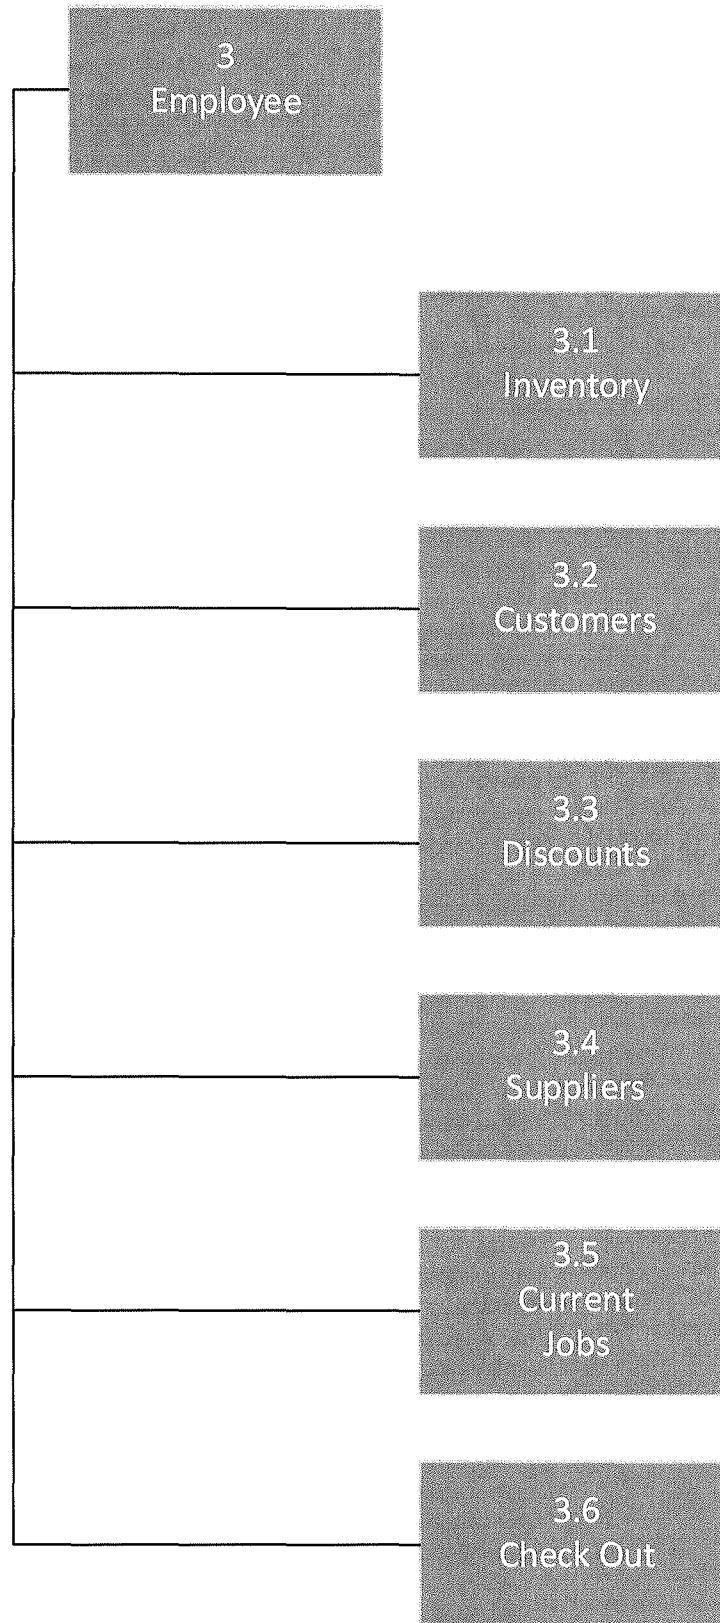 3
Employee
3.1
Inventory
3.2
Customers
3.3
Discounts
3.4
Suppliers
3.5
Current
Jobs
3.6
Check Out